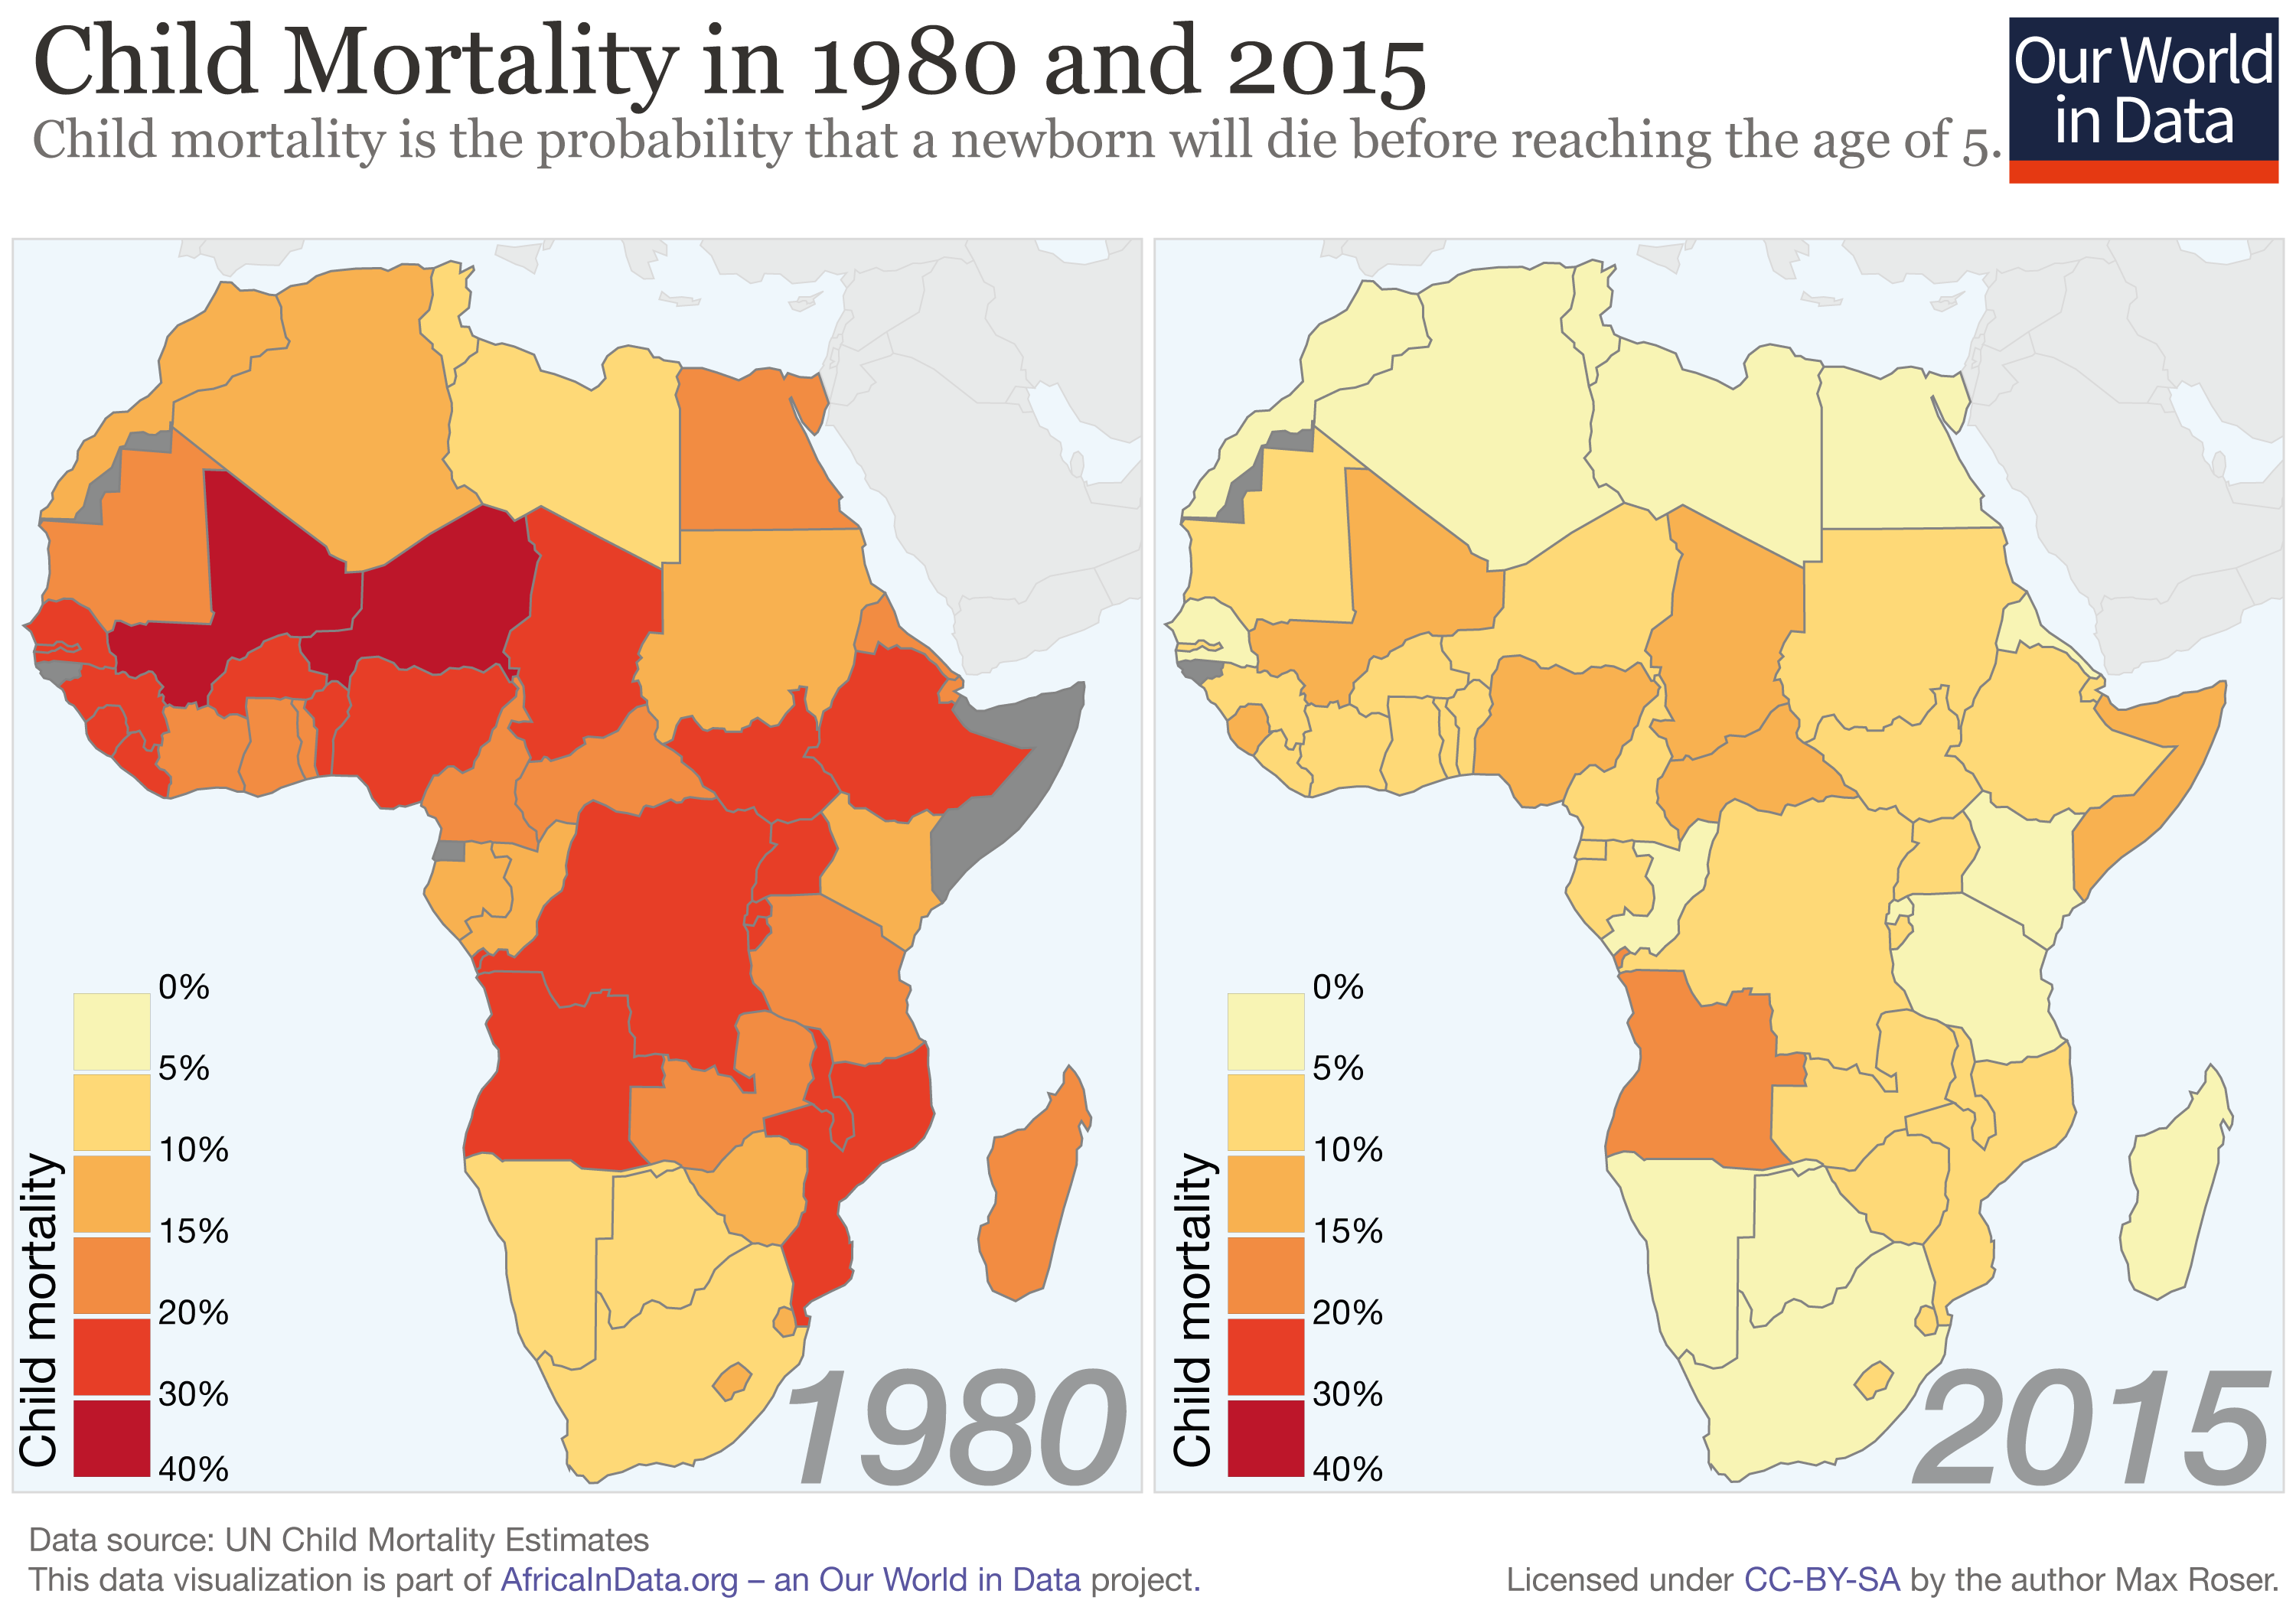 Child Mortality in 1980 and 2015
Child mortality is the probability that a newborn will die before reaching the age of 5.
Our World
in Data
Child mortality
0%
5%
10%
15%
20%
30%
40%
1980
Child mortality
0%
5%
10%
15%
20%
30%
40%
2015
Data source: UN Child Mortality Estimates
This data visualization is part of AfricaInData.org – an Our World in Data project.
Licensed under CC-BY-SA by the author Max Roser.